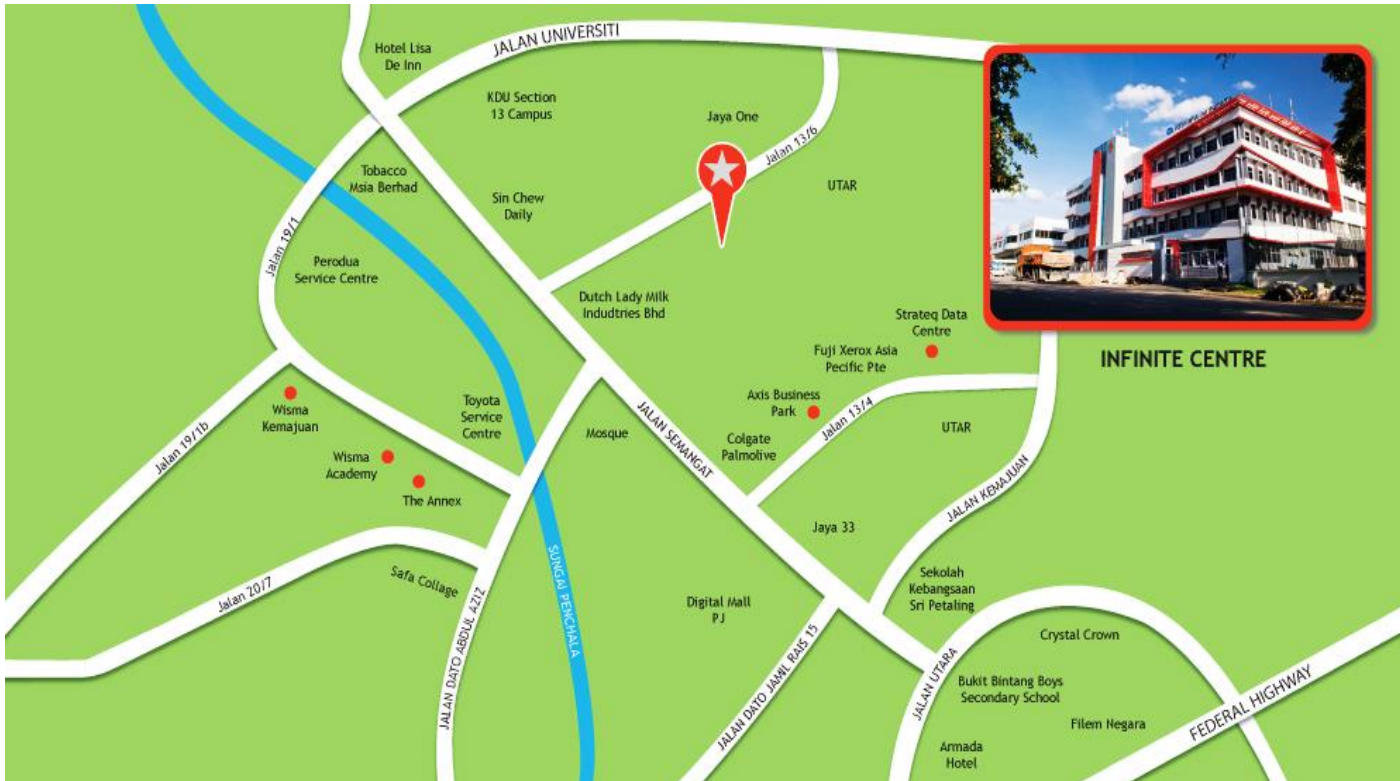 Hotel Lisa
De Inn
JALAN UNIVERSITI
KDU Section
13 Campus
Jaya One
Jalan 13/6
UTAR
Tobacco
Msia Berhad
Sin Chew
Daily
Jalan 19/1
Perodua
Service Centre
Dutch Lady Milk
Indudtries Bhd
Strateq Data
Centre
Fuji Xerox Asia
Pecific Pte
INFINITE CENTRE
Axis Business
Park
Jalan 13/4
UTAR
Wisma
Kemajuan
Toyota
Service
Centre
Mosque
JALAN SEMANGAT
Colgate
Palmolive
Jalan 19/1b
Wisma
Academy
The Annex
JALAN KEMAJUAN
Jaya 33
Jalan 20/7
Safa Collage
SUNGAI PENCHALA
JALAN DATO ABDUL AZIZ
Digital Mall
PJ
Sekolah
Kebangsaan
Sri Petaling
JALAN DATO JAMIL RAIS 15
JALAN UTARA
Crystal Crown
Bukit Bintang Boys
Secondary School
Filem Negara
FEDERAL HIGHWAY
Armada
Hotel